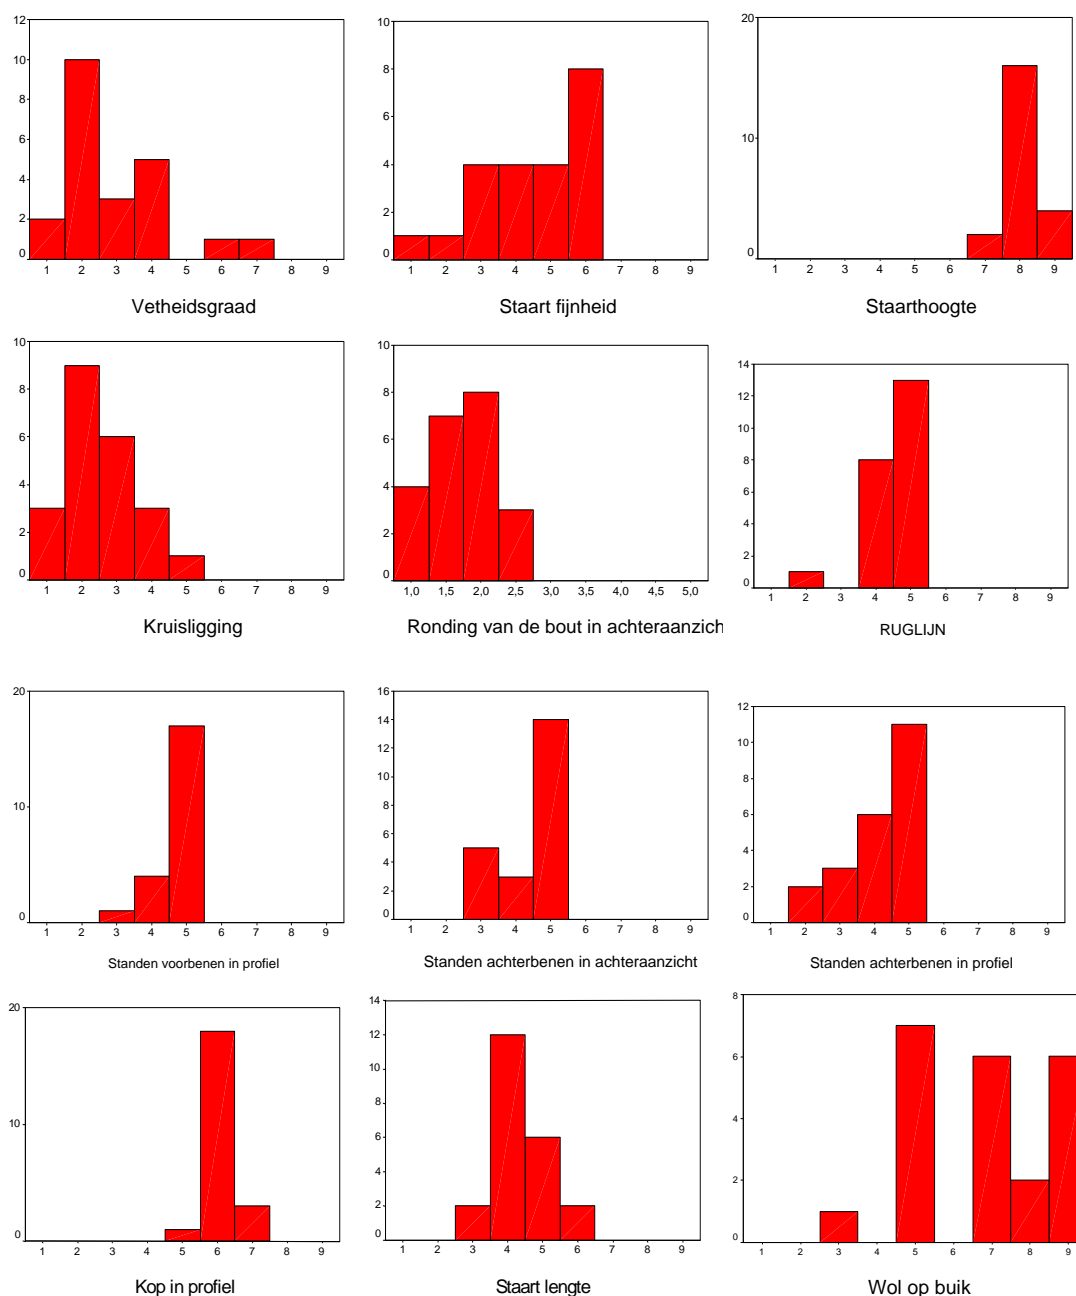 12
10
8
6
4
2
0
1 2 3 4 5 6 7 8 9
Vetheidsgraad
10
8
6
4
2
0
1 2 3 4 5 6 7 8 9
Staart fijnheid
20
10
0
1 2 3 4 5 6 7 8 9
Staarthoogte
10
8
6
4
2
0
1 2 3 4 5 6 7 8 9
Kruisligging
10
8
6
4
2
0
1,0 1,5 2,0 2,5 3,0 3,5 4,0 4,5 5,0
Ronding van de bout in achteraanzich
14
12
10
8
6
4
2
0
1 2 3 4 5 6 7 8 9
RUGLIJN
20
10
0
1 2 3 4 5 6 7 8 9
Standen voorbenen in profiel
16
14
12
10
8
6
4
2
0
1 2 3 4 5 6 7 8 9
Standen achterbenen in achteraanzicht
12
10
8
6
4
2
0
1 2 3 4 5 6 7 8 9
Standen achterbenen in profiel
20
10
0
1 2 3 4 5 6 7 8 9
Kop in profiel
14
12
10
8
6
4
2
0
1 2 3 4 5 6 7 8 9
Staart lengte
8
6
4
2
0
1 2 3 4 5 6 7 8 9
Wol op buik